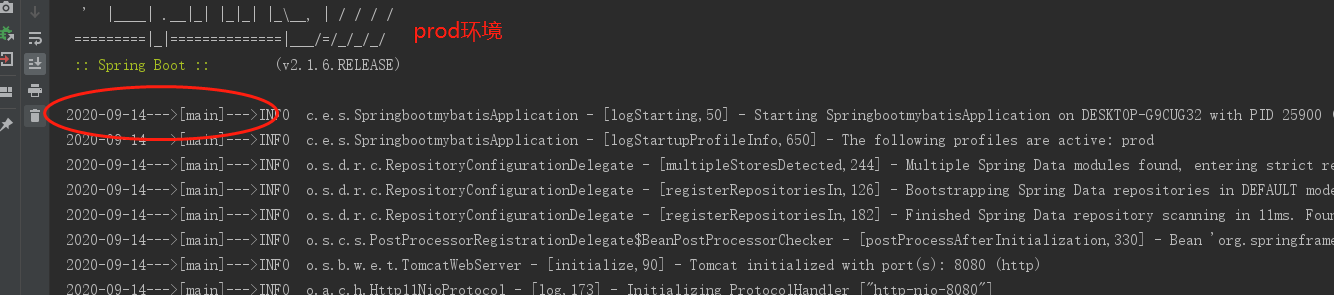 '  |____| .__|_| |_|_| |_\__, | / / / /
=========|_|==============|___/=/_/_/_/
prod环境
:: Spring Boot ::        (v2.1.6.RELEASE)
2020-09-14--->[main]--->INFO  c.e.s.SpringbootmybatisApplication - [logStarting,50] - Starting SpringbootmybatisApplication on DESKTOP-G9CUG32 with PID 25900 (
2020-09-14--->[main]--->INFO  c.e.s.SpringbootmybatisApplication - [logStartupProfileInfo,650] - The following profiles are active: prod
2020-09-14--->[main]--->INFO  o.s.d.r.c.RepositoryConfigurationDelegate - [multipleStoresDetected,244] - Multiple Spring Data modules found, entering strict re
2020-09-14--->[main]--->INFO  o.s.d.r.c.RepositoryConfigurationDelegate - [registerRepositoriesIn,126] - Bootstrapping Spring Data repositories in DEFAULT mode
2020-09-14--->[main]--->INFO  o.s.d.r.c.RepositoryConfigurationDelegate - [registerRepositoriesIn,182] - Finished Spring Data repository scanning in 11ms. Foun
2020-09-14--->[main]--->INFO  o.s.c.s.PostProcessorRegistrationDelegate$BeanPostProcessorChecker - [postProcessAfterInitialization,330] - Bean 'org.springframe
2020-09-14--->[main]--->INFO  o.s.b.w.e.t.TomcatWebServer - [initialize,90] - Tomcat initialized with port(s): 8080 (http)
2020-09-14--->[main]--->INFO  o.a.c.h.Http11NioProtocol - [log,173] - Initializing ProtocolHandler ["http-nio-8080"]